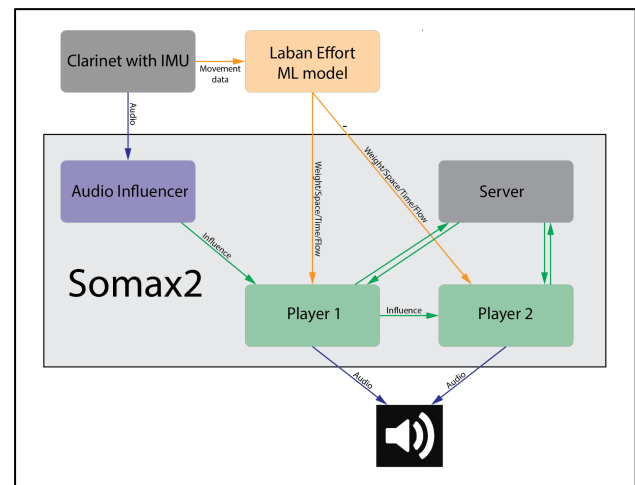 Clarinet with IMU
Movement
data
Laban Effort
ML model
Audio
Weight/Space/Time/Flow
Weight/Space/Time/Flow
Audio Influencer
Server
Influence
Somax2
Player 1
Influence
Player 2
Audio
Audio